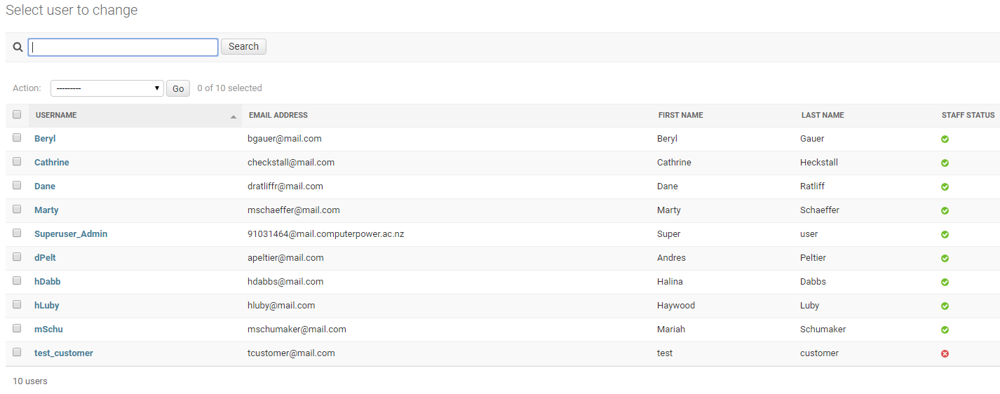 Select user to change
Search
Action: --------- Go 0 of 10 selected
USERNAME EMAIL ADDRESS FIRST NAME LAST NAME STAFF STATUS
Beryl bgauer@mail.com Beryl Gauer
Cathrine checkstall@mail.com Cathrine Heckstall
Dane dratliffr@mail.com Dane Ratliff
Marty mschaeffer@mail.com Marty Schaeffer
Superuser_Admin 91031464@mail.computerpower.ac.nz Super user
dPelt apeltier@mail.com Andres Peltier
hDabb hdabbs@mail.com Halina Dabbs
hLuby hluby@mail.com Haywood Luby
mSchu mschumaker@mail.com Mariah Schumaker
test_customer tcustomer@mail.com test customer
10 users